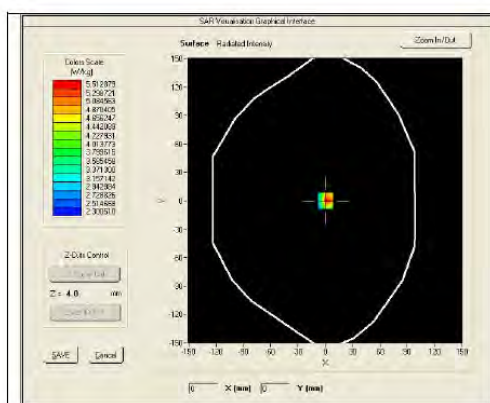 SAR Visualisation Graphical Interface
Surface Radiated Intensity
Zoom In/Out
Colors Scale
(W/kg)
5.512879
5.298721
5.084563
4.870405
4.656247
4.442089
4.227931
4.013773
3.799615
3.585458
3.371300
3.157142
2.942984
2.728826
2.514668
2.300510
150
120
90
60
30
0
-30
-60
-90
-120
-150
Y
-150 -120 -90 -60 -30 0 30 60 90 120 150
X
Z-Cuts Control
Z = 4.0 mm
SAVE
Cancel
0 X (mm) 0 Y (mm)